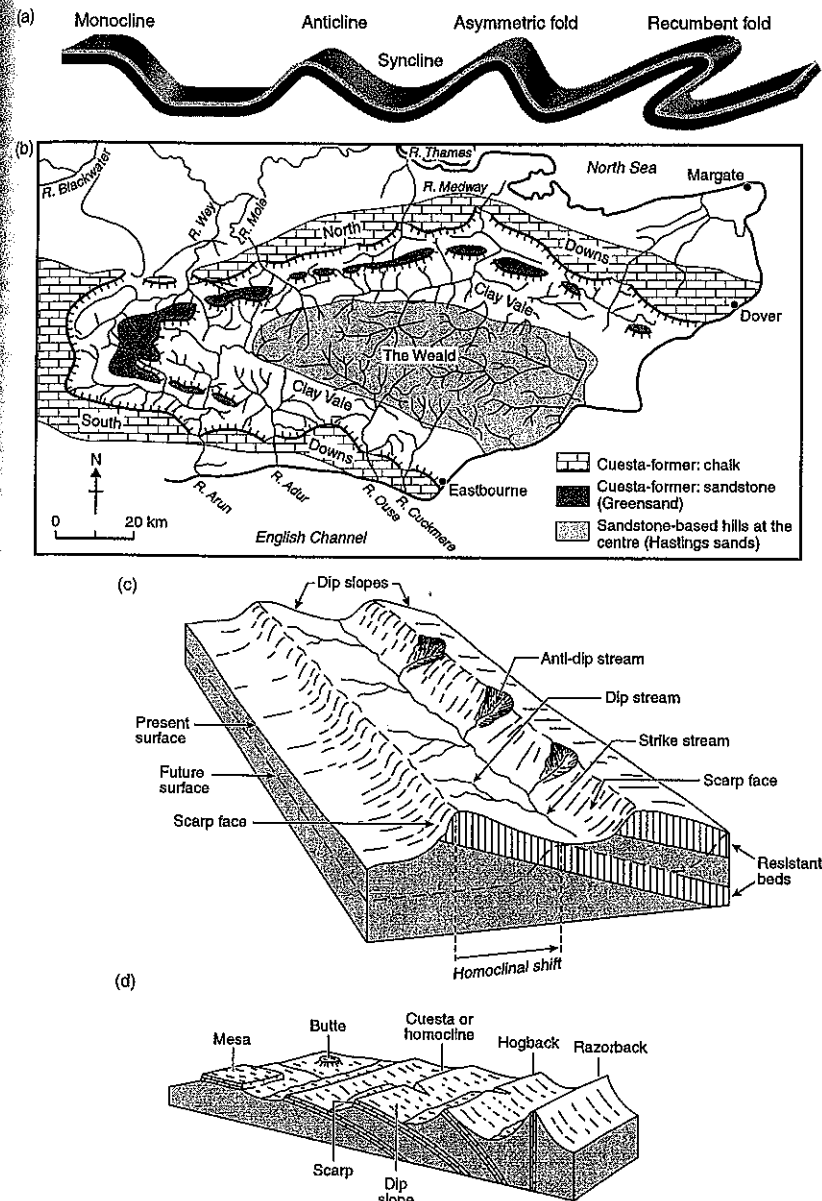 (a)
Monocline
Anticline
Syncline
Asymmetric fold
Recumbent fold
(b)
R. Blackwater
R. Wey
R. Mole
R. Thames
R. Medway
North Sea
Margate
North
Downs
Clay Vale
Dover
The Weald
Clay Vale
South
Downs
R. Arun
R. Adur
R. Ouse
R. Cuckmere
Eastbourne
English Channel
N
0 20 km
Cuesta-former: chalk
Cuesta-former: sandstone
(Greensand)
Sandstone-based hills at the
centre (Hastings sands)
(c)
Dip slopes
Anti-dip stream
Dip stream
Strike stream
Scarp face
Present
surface
Future
surface
Scarp face
Resistant
beds
Homoclinal shift
(d)
Mesa
Butte
Cuesta or
homocline
Hogback
Razorback
Scarp
Dip
slope